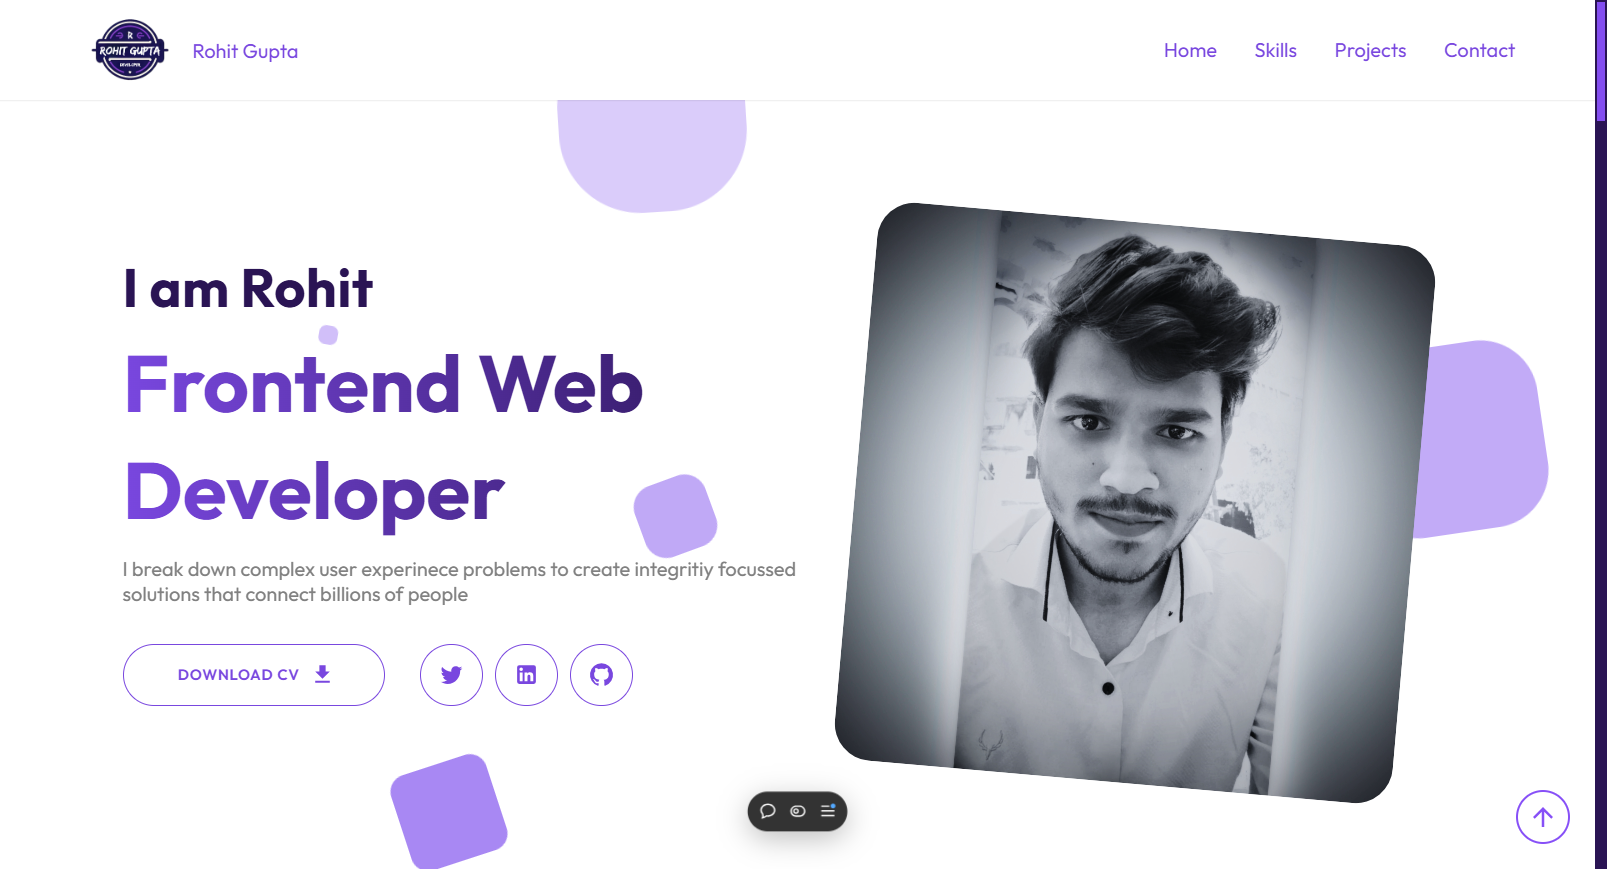 R
ROHIT GUPTA
DEVELOPER
Rohit Gupta
Home Skills Projects Contact
I am Rohit
Frontend Web
Developer
I break down complex user experinece problems to create integritiy focussed
solutions that connect billions of people
DOWNLOAD CV